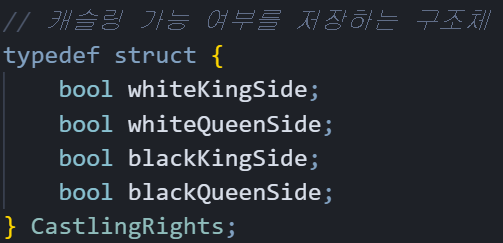 // 캐슬링 가능 여부를 저장하는 구조체
typedef struct {
    bool whiteKingSide;
    bool whiteQueenSide;
    bool blackKingSide;
    bool blackQueenSide;
} CastlingRights;